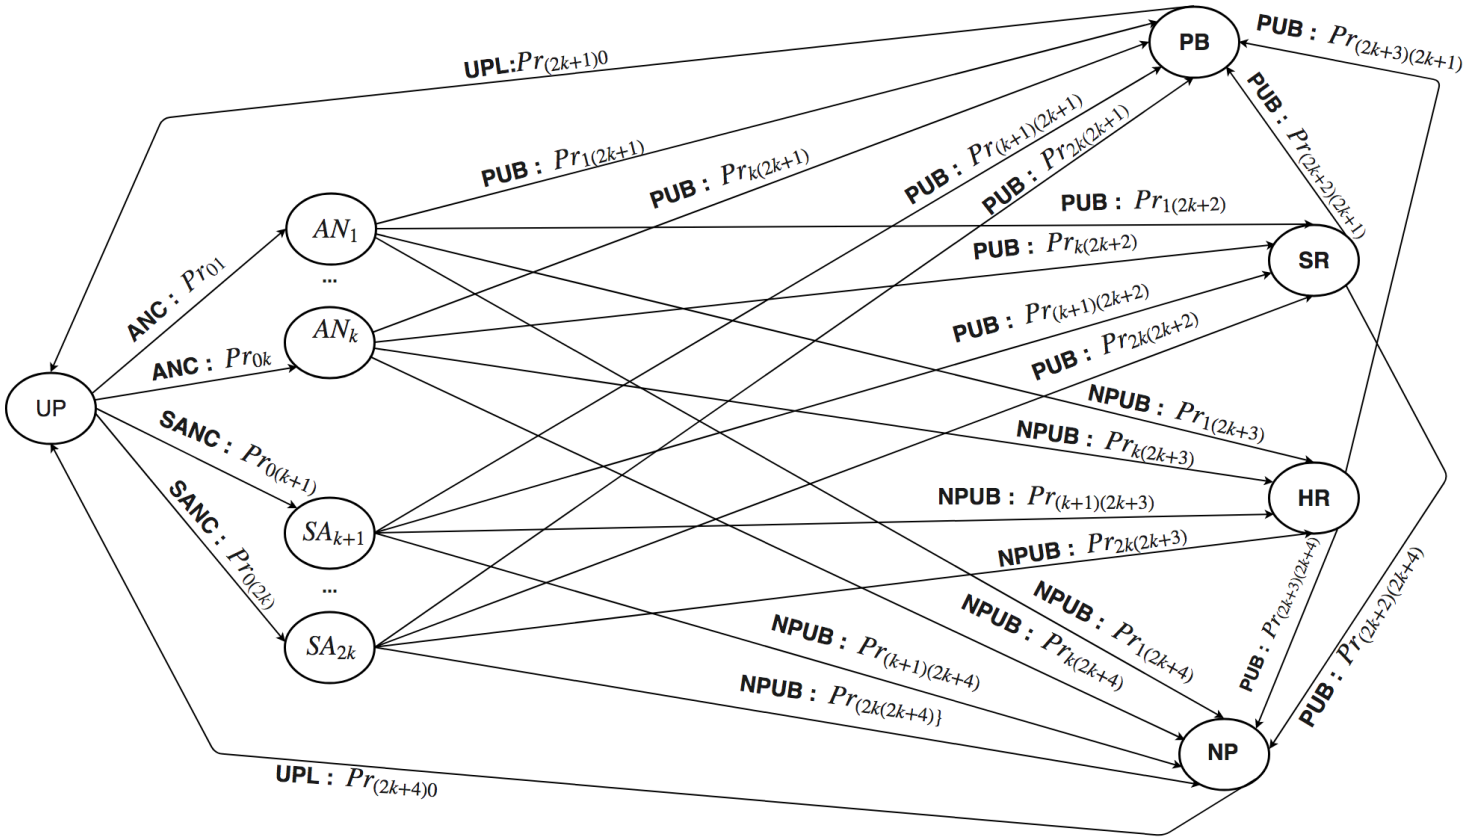 PUB : Pr(2k+3)(2k+1)
PB
UPL:Pr(2k+1)0
PUB : Pr1(2k+1)
PUB : Prk(2k+1)
PUB : Pr(k+1)(2k+1)
PUB : Pr2k(2k+1)
PUB : Pr(2k+2)(2k+1)
AN1
...
PUB : Pr1(2k+2)
PUB : Prk(2k+2)
SR
ANC : Pr01
ANk
ANC : Pr0k
PUB : Pr(k+1)(2k+2)
PUB : Pr2k(2k+2)
UP
NPUB : Pr1(2k+3)
NPUB : Prk(2k+3)
SANC : Pr0(k+1)
SANC : Pr0(2k)
NPUB : Pr(k+1)(2k+3)
HR
SAk+1
...
NPUB : Pr2k(2k+3)
SA2k
NPUB : Pr1(2k+4)
NPUB : Prk(2k+4)
NPUB : Pr(k+1)(2k+4)
NPUB : Pr(2k(2k+4)}
PUB : Pr(2k+3)(2k+4)
PUB : Pr(2k+2)(2k+4)
NP
UPL : Pr(2k+4)0